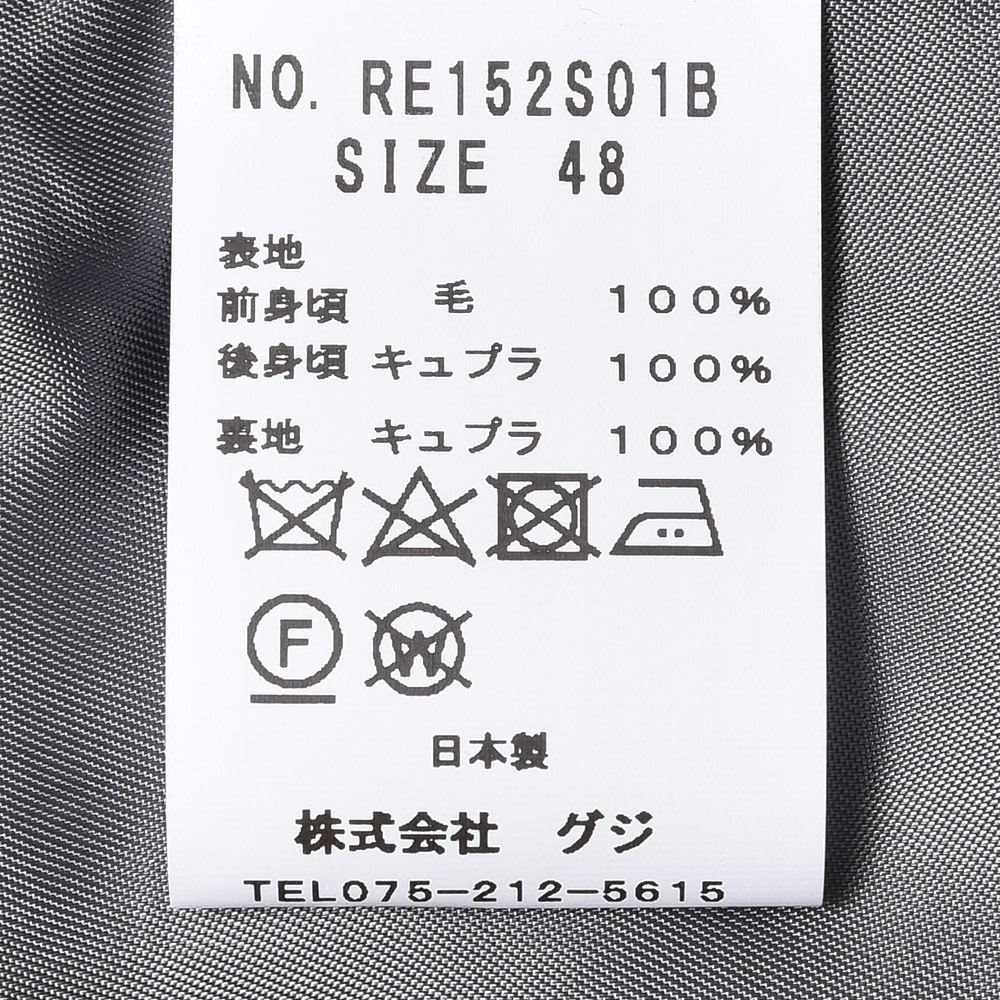 NO. RE152S01B
SIZE 48
表地
前身頃 毛 100%
後身頃 キュプラ 100%
裏地 キュプラ 100%
F W
日本製
株式会社 グジ
TEL075-212-5615